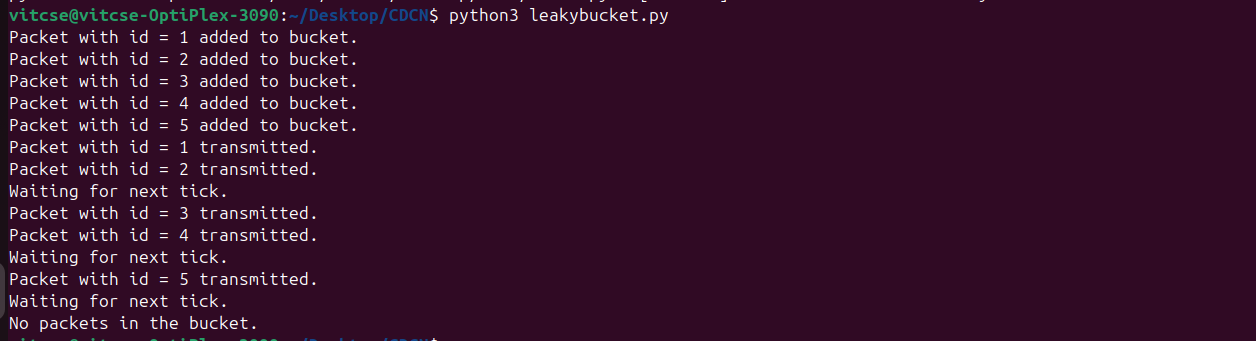 vitcse@vitcse-OptiPlex-3090:~/Desktop/CDCN$ python3 leakybucket.py
Packet with id = 1 added to bucket.
Packet with id = 2 added to bucket.
Packet with id = 3 added to bucket.
Packet with id = 4 added to bucket.
Packet with id = 5 added to bucket.
Packet with id = 1 transmitted.
Packet with id = 2 transmitted.
Waiting for next tick.
Packet with id = 3 transmitted.
Packet with id = 4 transmitted.
Waiting for next tick.
Packet with id = 5 transmitted.
Waiting for next tick.
No packets in the bucket.